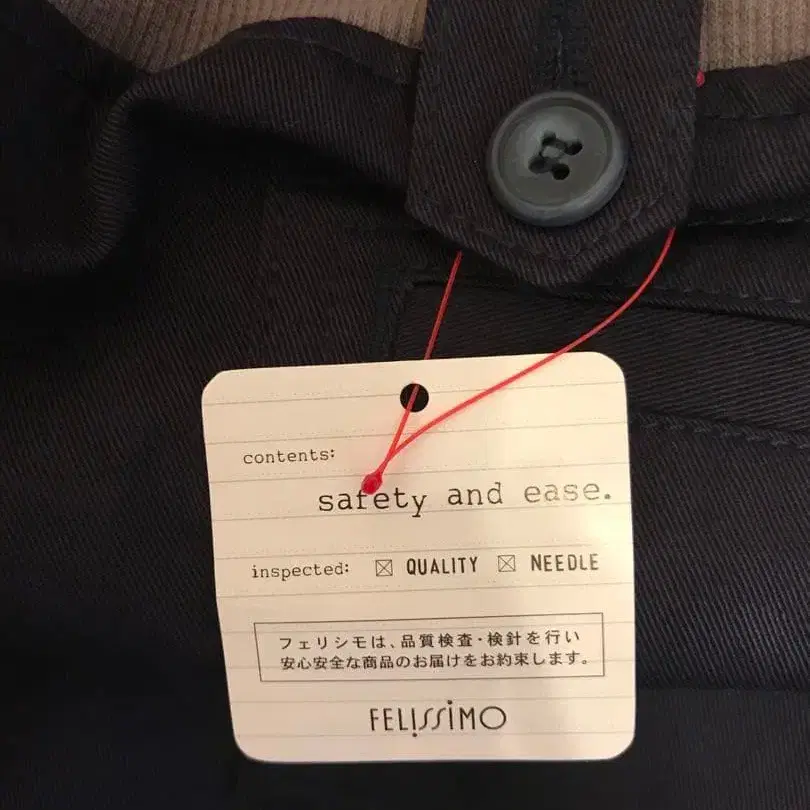 contents:
safety and ease.
inspected: ☒ QUALITY ☒ NEEDLE
フェリシモは、品質検査・検針を行い
安心安全な商品のお届けをお約束します。
FELISSIMO